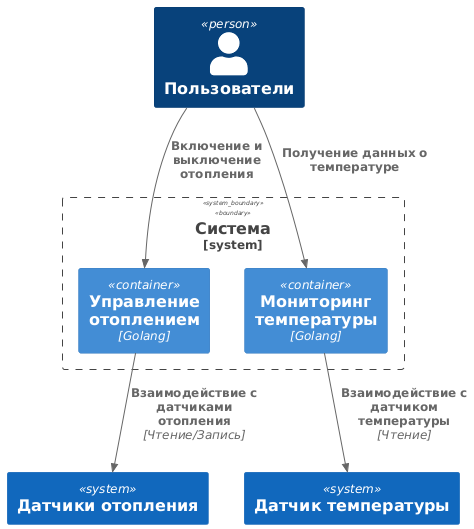 «person»
Пользователи
Включение и
выключение
отопления
Получение данных о
температуре
«system_boundary»
«boundary»
Система
[system]
«container»
Управление
отоплением
[Golang]
«container»
Мониторинг
температуры
[Golang]
Взаимодействие с
датчиками
отопления
[Чтение/Запись]
Взаимодействие с
датчиком
температуры
[Чтение]
«system»
Датчики отопления
«system»
Датчик температуры